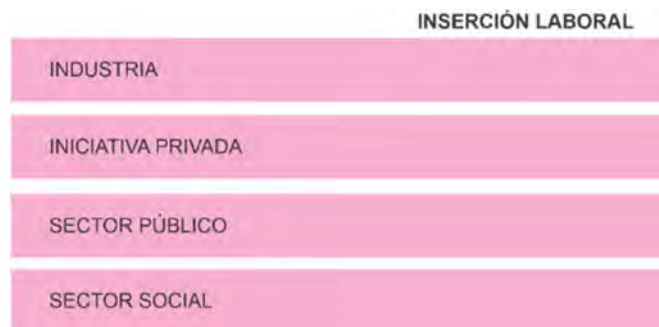 INSERCIÓN LABORAL
INDUSTRIA
INICIATIVA PRIVADA
SECTOR PÚBLICO
SECTOR SOCIAL